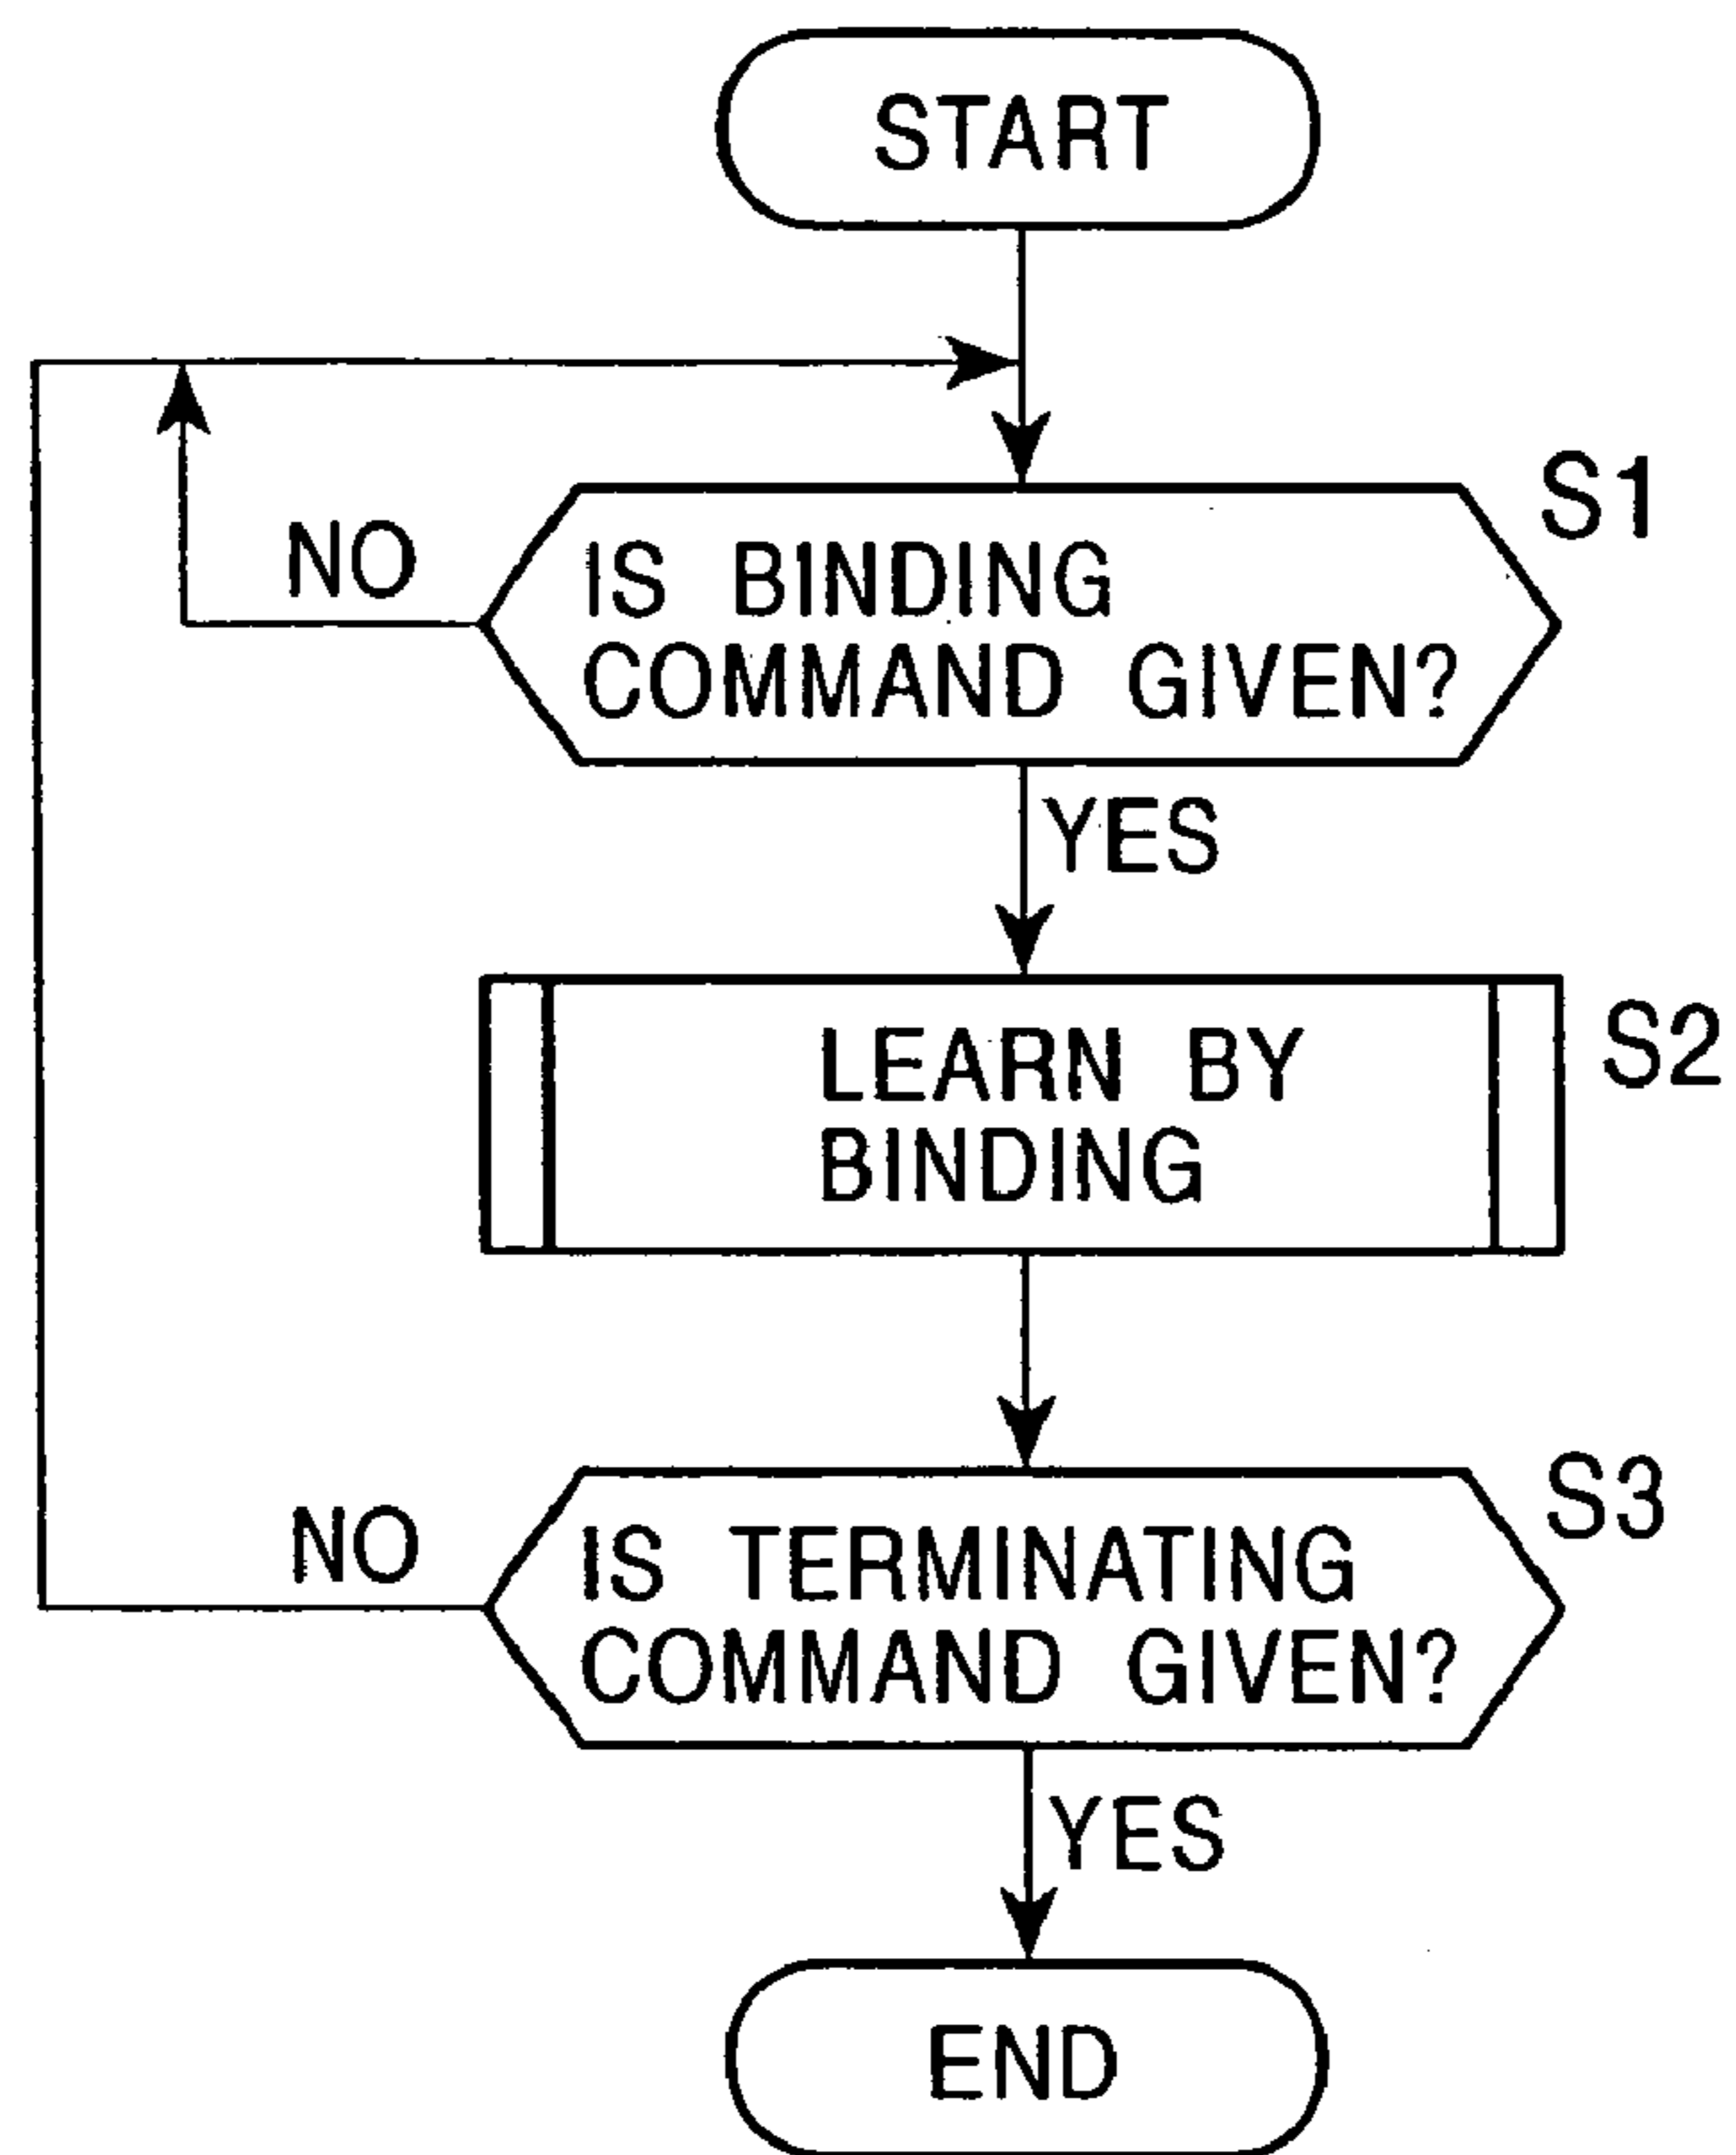 START
S1
NO
IS BINDING
COMMAND GIVEN?
YES
S2
LEARN BY
BINDING
S3
NO
IS TERMINATING
COMMAND GIVEN?
YES
END